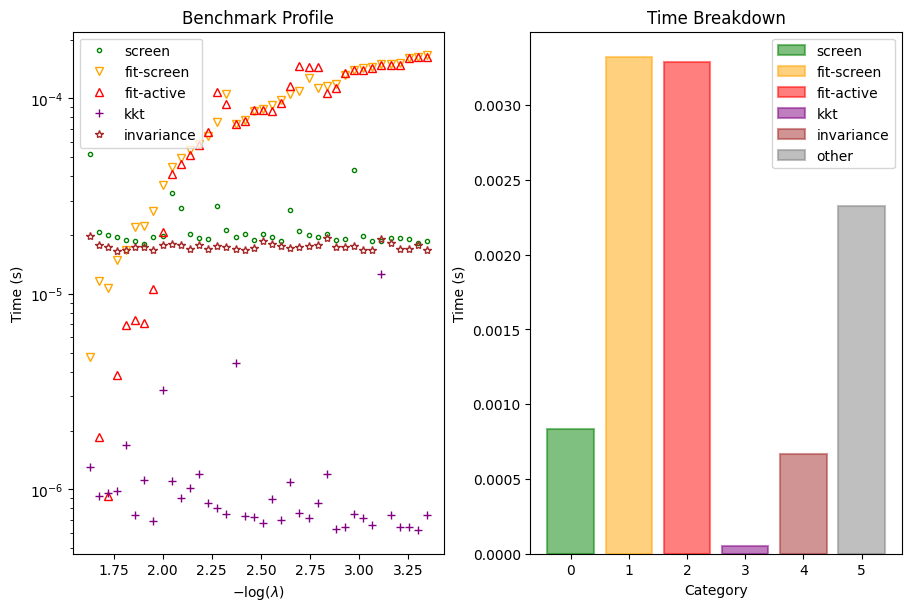 Benchmark Profile
screen
fit-screen
fit-active
kkt
invariance
Time (s)
10⁻⁴
10⁻⁵
10⁻⁶
1.75 2.00 2.25 2.50 2.75 3.00 3.25
−log(λ)
Time Breakdown
screen
fit-screen
fit-active
kkt
invariance
other
Time (s)
0.0030
0.0025
0.0020
0.0015
0.0010
0.0005
0.0000
0 1 2 3 4 5
Category